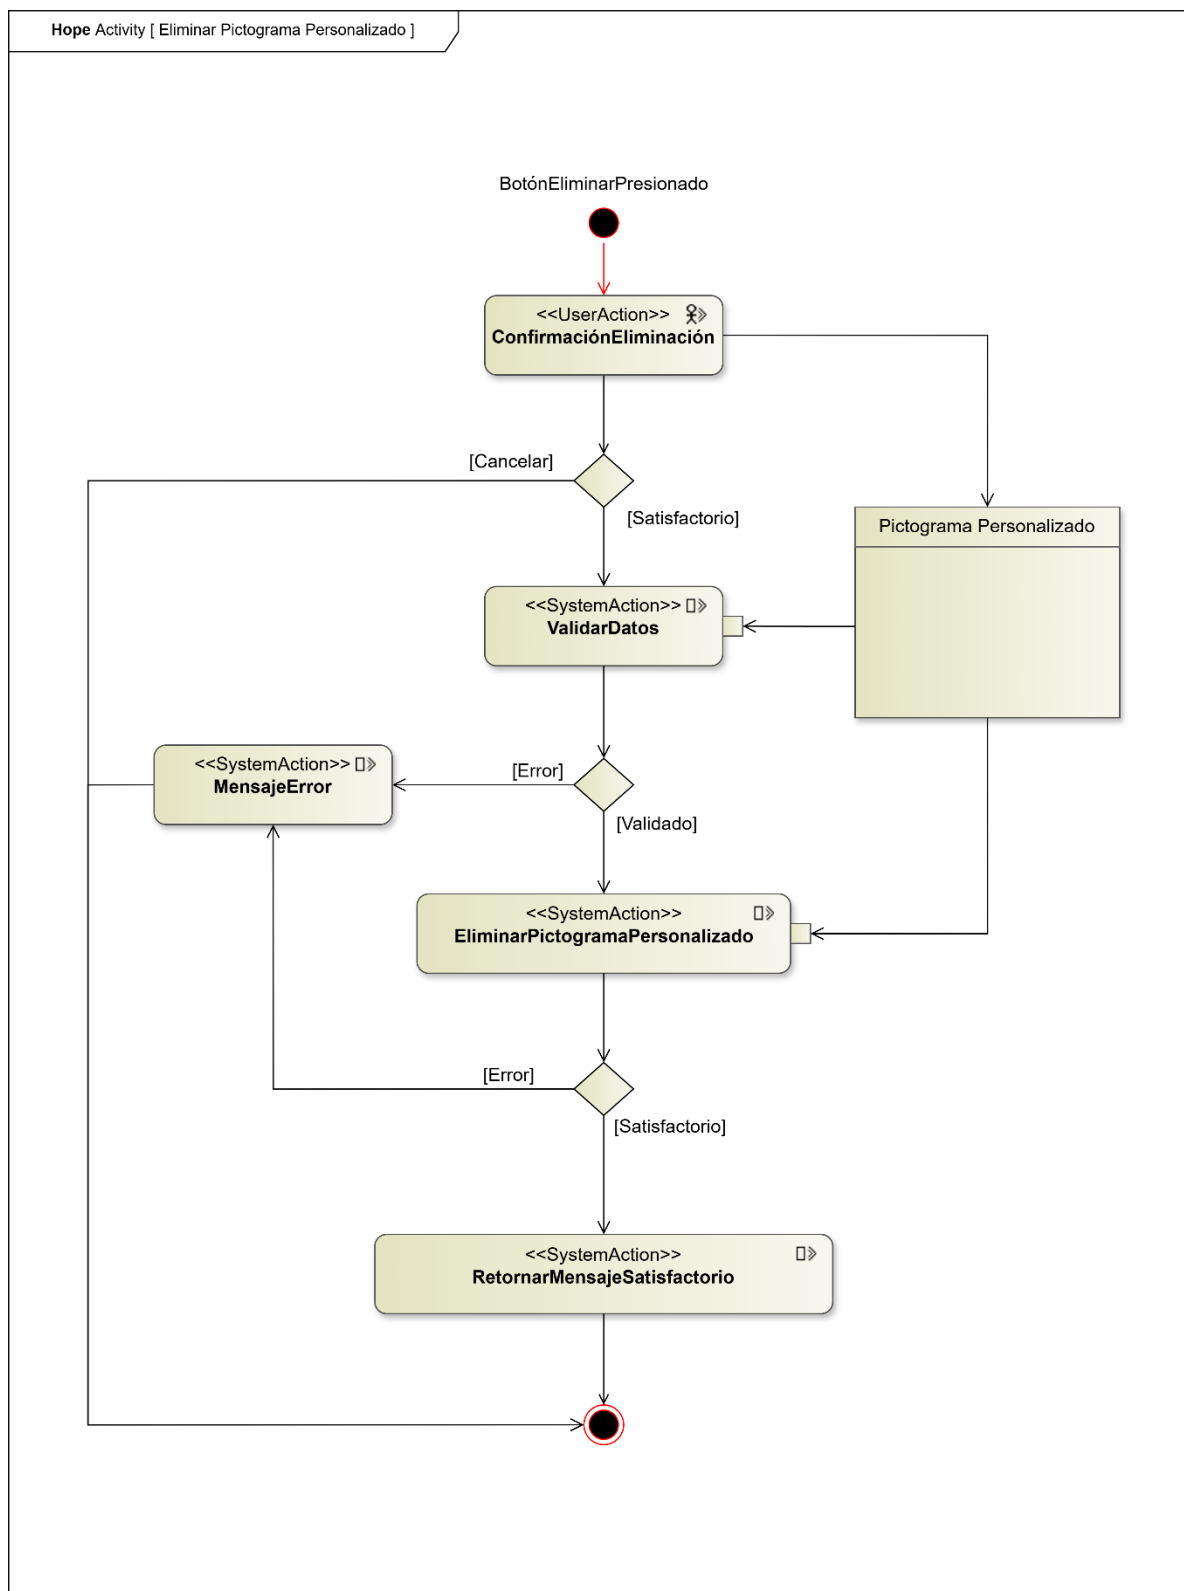 Hope Activity [ Eliminar Pictograma Personalizado ]
BotónEliminarPresionado
<<UserAction>>
ConfirmaciónEliminación
[Cancelar]
[Satisfactorio]
Pictograma Personalizado
<<SystemAction>>
ValidarDatos
<<SystemAction>>
MensajeError
[Error]
[Validado]
<<SystemAction>>
EliminarPictogramaPersonalizado
[Error]
[Satisfactorio]
<<SystemAction>>
RetornarMensajeSatisfactorio